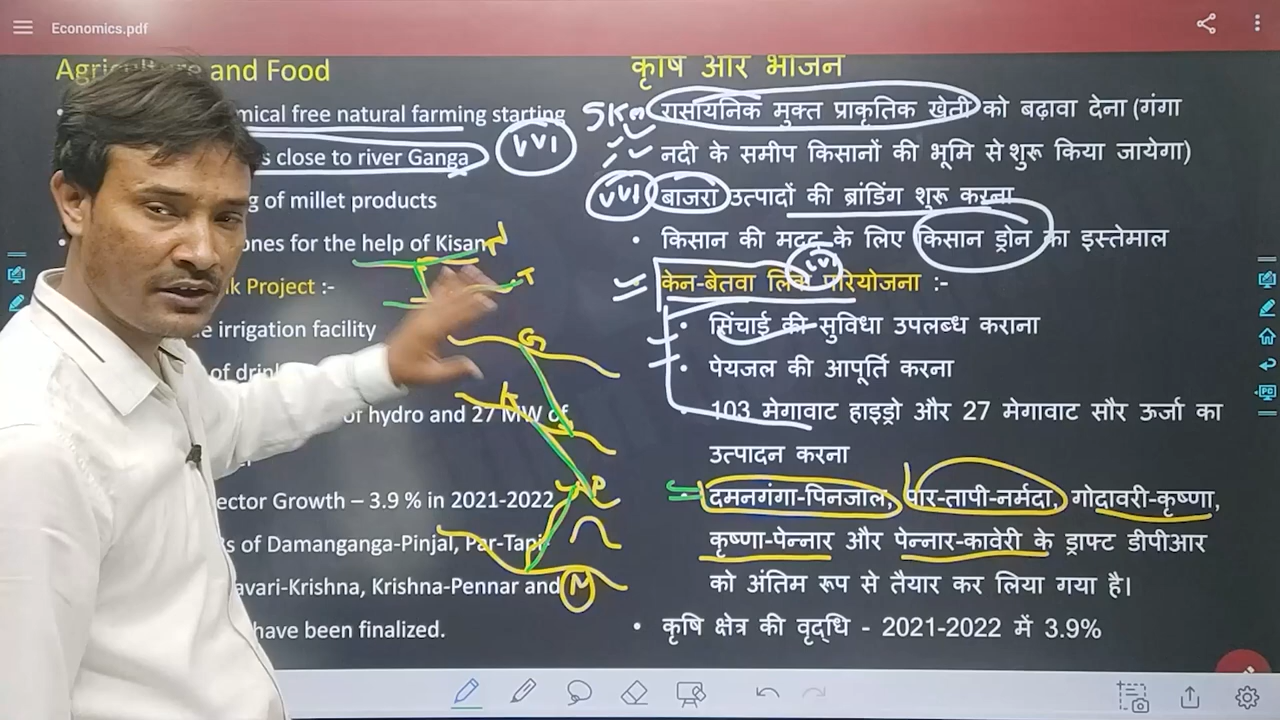 Economics.pdf
Agriculture and Food
mical free natural farming starting
s close to river Ganga
VVI
g of millet products
ones for the help of Kisan
N
T
k Project :-
e irrigation facility
G
of drin
of hydro and 27 MW of
K
ector Growth – 3.9 % in 2021-2022
P
s of Damanganga-Pinjal, Par-Tapi
avari-Krishna, Krishna-Pennar and
M
have been finalized.
कृषि और भोजन
5Km
रासायनिक मुक्त प्राकृतिक खेती को बढ़ावा देना (गंगा
नदी के समीप किसानों की भूमि से शुरू किया जायेगा)
VVI
बाजरा उत्पादों की ब्रांडिंग शुरू करना
• किसान की मदद के लिए किसान ड्रोन का इस्तेमाल
VVI
केन-बेतवा लिंक परियोजना :-
• सिंचाई की सुविधा उपलब्ध कराना
• पेयजल की आपूर्ति करना
• 103 मेगावाट हाइड्रो और 27 मेगावाट सौर ऊर्जा का
उत्पादन करना
दमनगंगा-पिनजाल, पार-तापी-नर्मदा, गोदावरी-कृष्णा,
कृष्णा-पेन्नार और पेन्नार-कावेरी के ड्राफ्ट डीपीआर
को अंतिम रूप से तैयार कर लिया गया है।
• कृषि क्षेत्र की वृद्धि - 2021-2022 में 3.9%